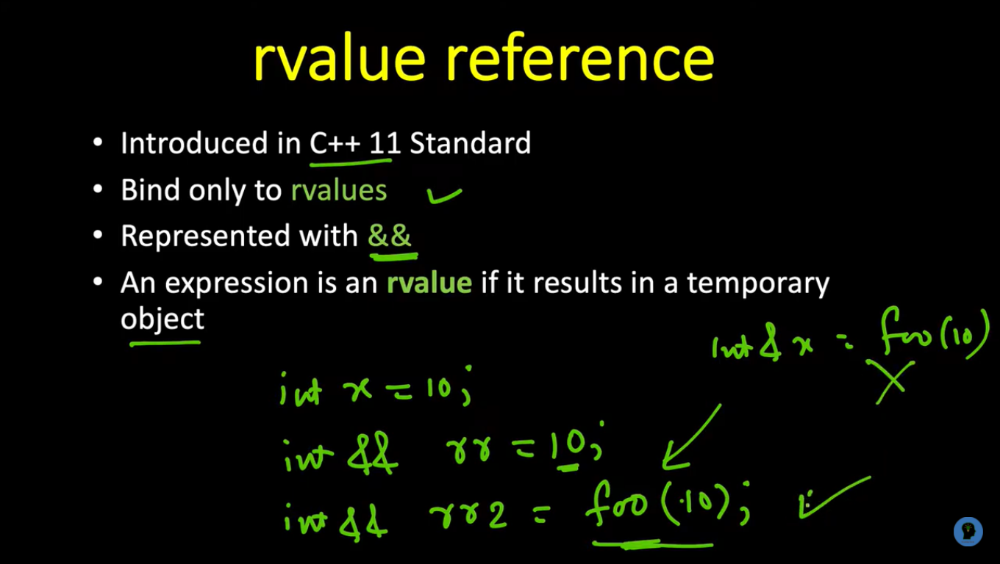 rvalue reference
• Introduced in C++ 11 Standard
• Bind only to rvalues
• Represented with &&
• An expression is an rvalue if it results in a temporary
object
int & x = foo(10)
int x = 10;
int && rr = 10;
int && rr2 = foo(10);